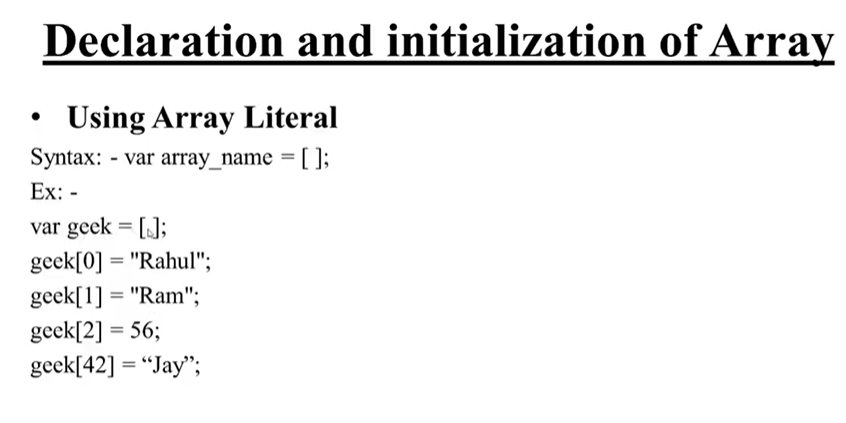 Declaration and initialization of Array
• Using Array Literal
Syntax: - var array_name = [ ];
Ex: -
var geek = [ ];
geek[0] = "Rahul";
geek[1] = "Ram";
geek[2] = 56;
geek[42] = “Jay”;